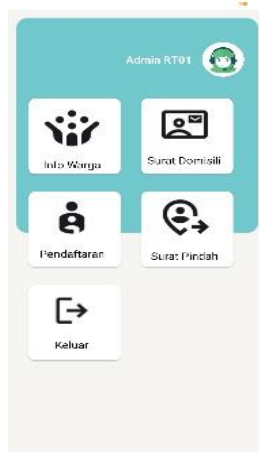 Admin RT01
Info Warga
Surat Domisili
Pendaftaran
Surat Pindah
Keluar